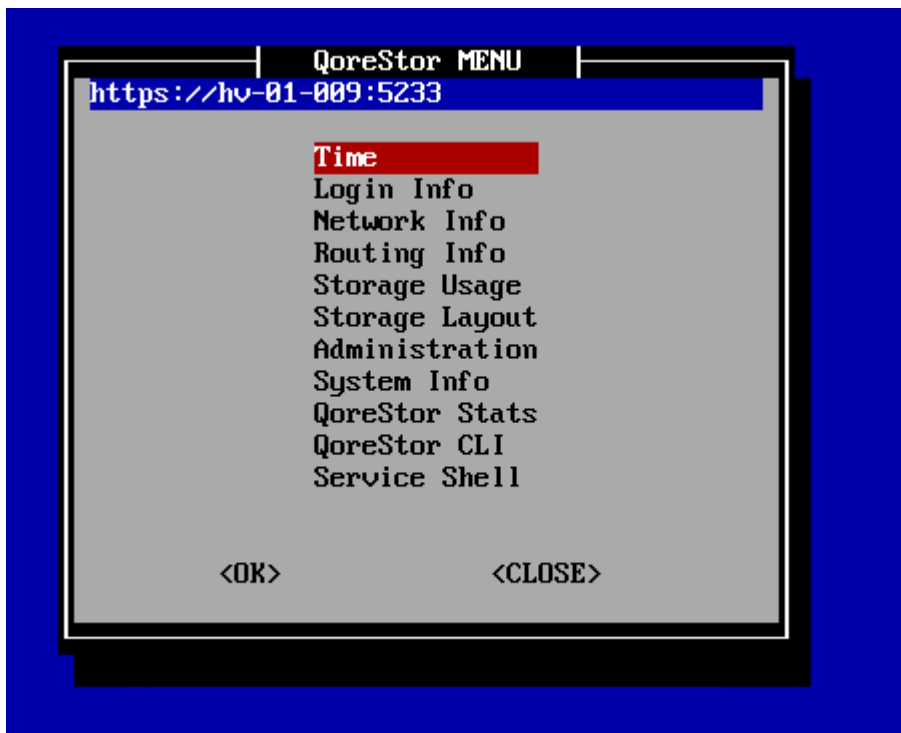 QoreStor MENU
https://hv-01-009:5233
Time
Login Info
Network Info
Routing Info
Storage Usage
Storage Layout
Administration
System Info
QoreStor Stats
QoreStor CLI
Service Shell
<OK> <CLOSE>